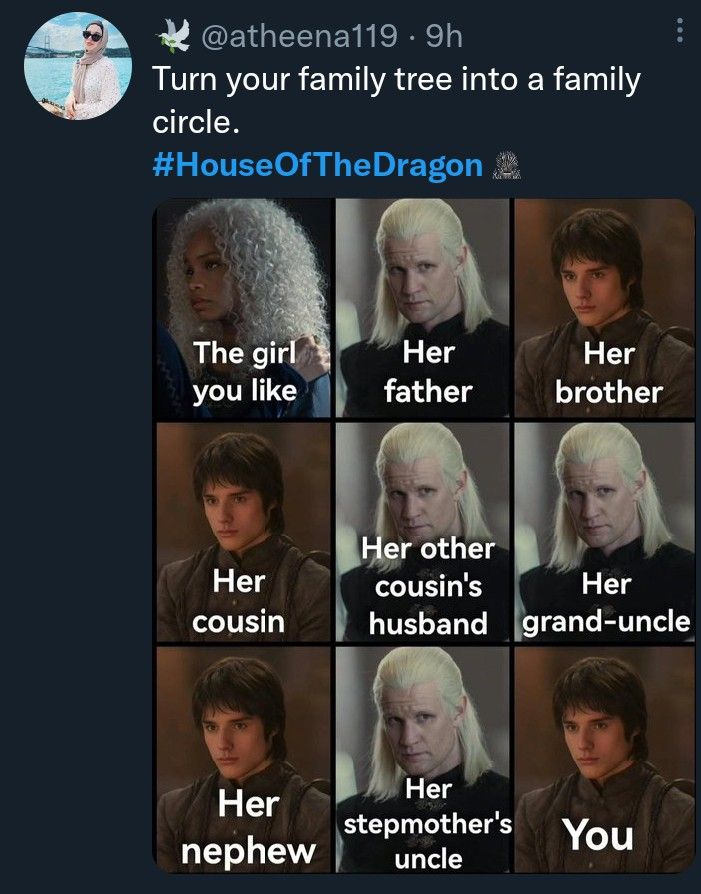 @atheena119 · 9h
Turn your family tree into a family
circle.
#HouseOfTheDragon
The girl
you like
Her
father
Her
brother
Her
cousin
Her other
cousin's
husband
Her
grand-uncle
Her
nephew
Her
stepmother's
uncle
You